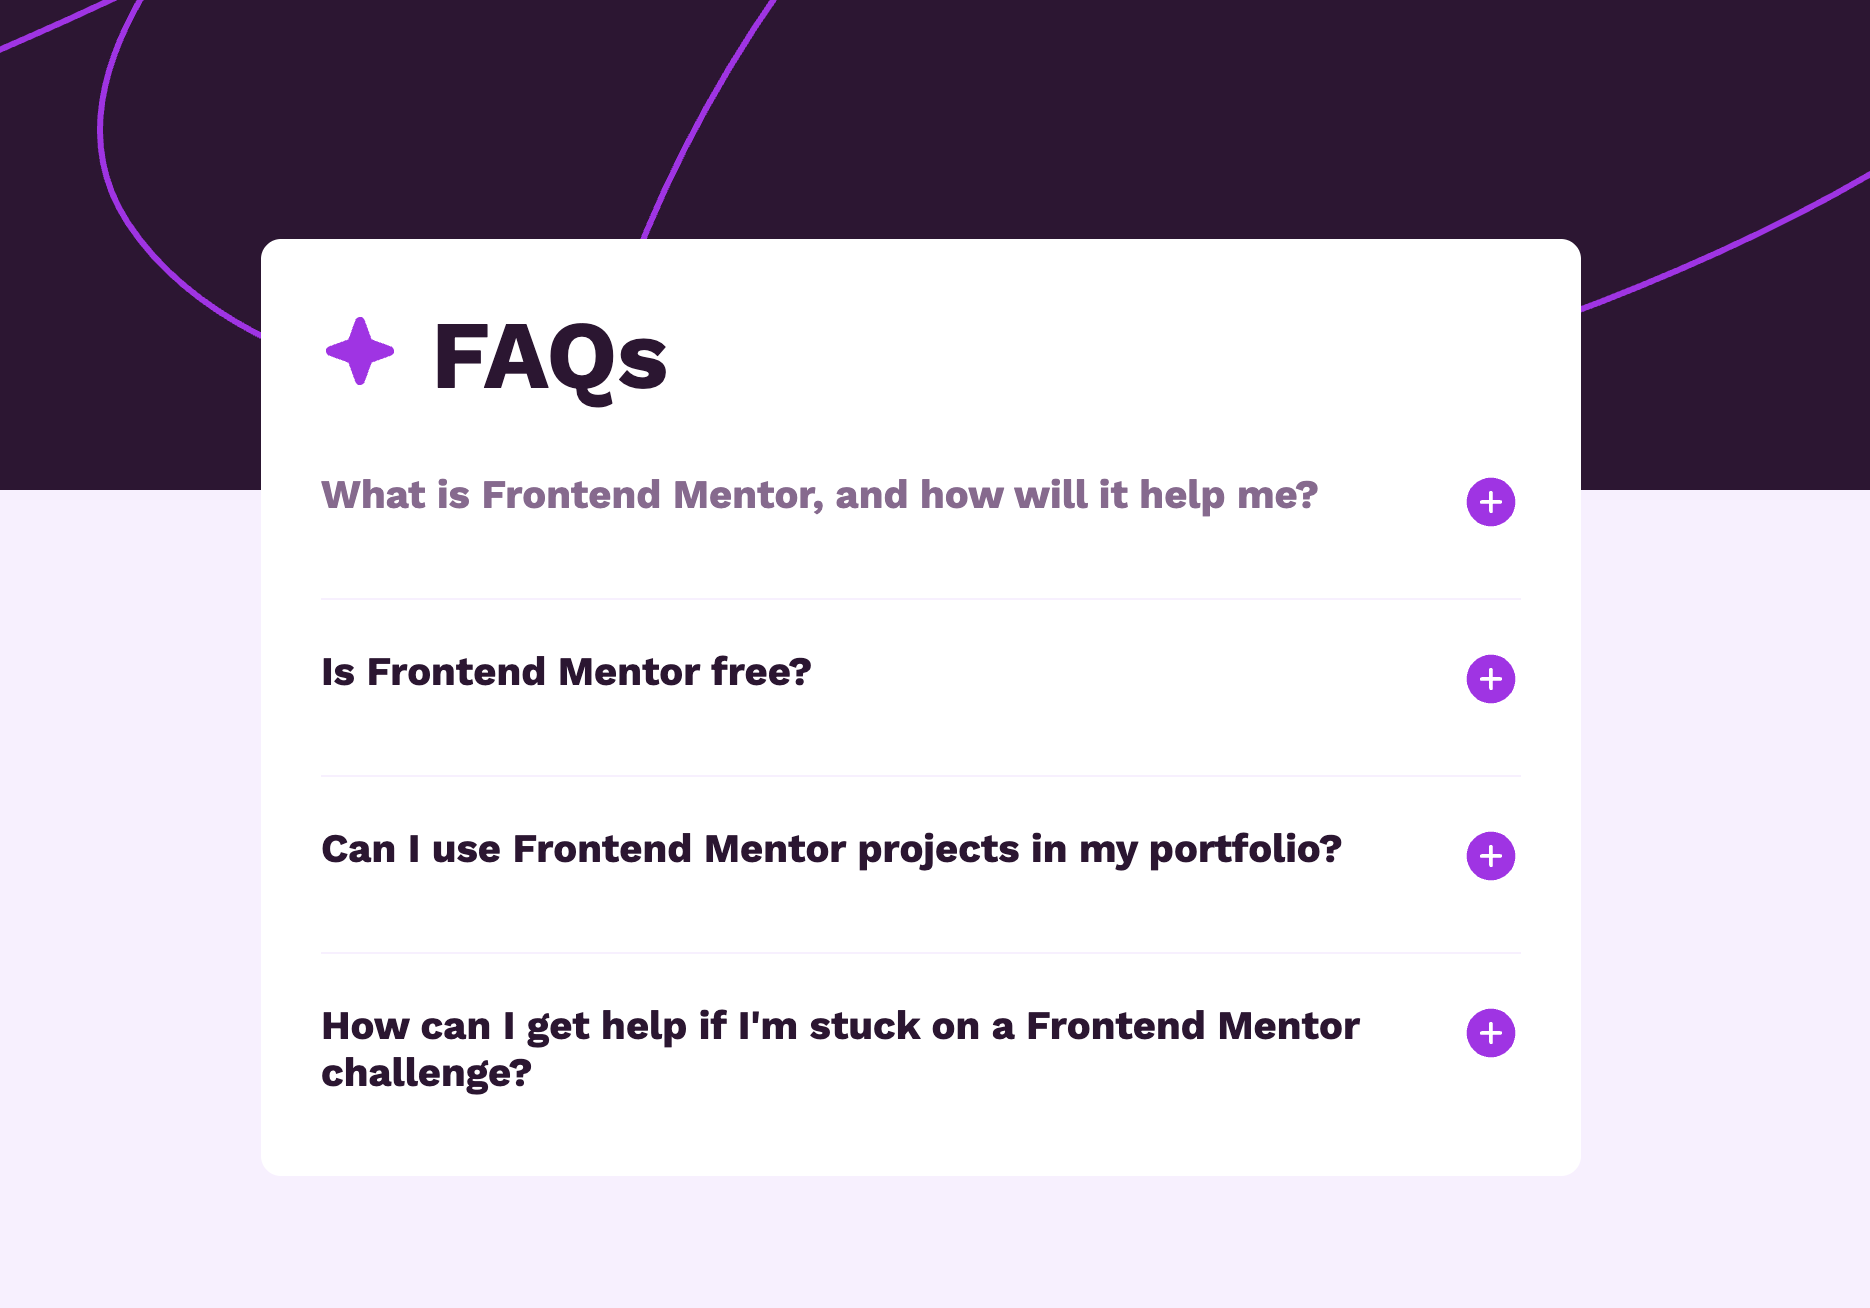 FAQs
What is Frontend Mentor, and how will it help me?
Is Frontend Mentor free?
Can I use Frontend Mentor projects in my portfolio?
How can I get help if I'm stuck on a Frontend Mentor
challenge?